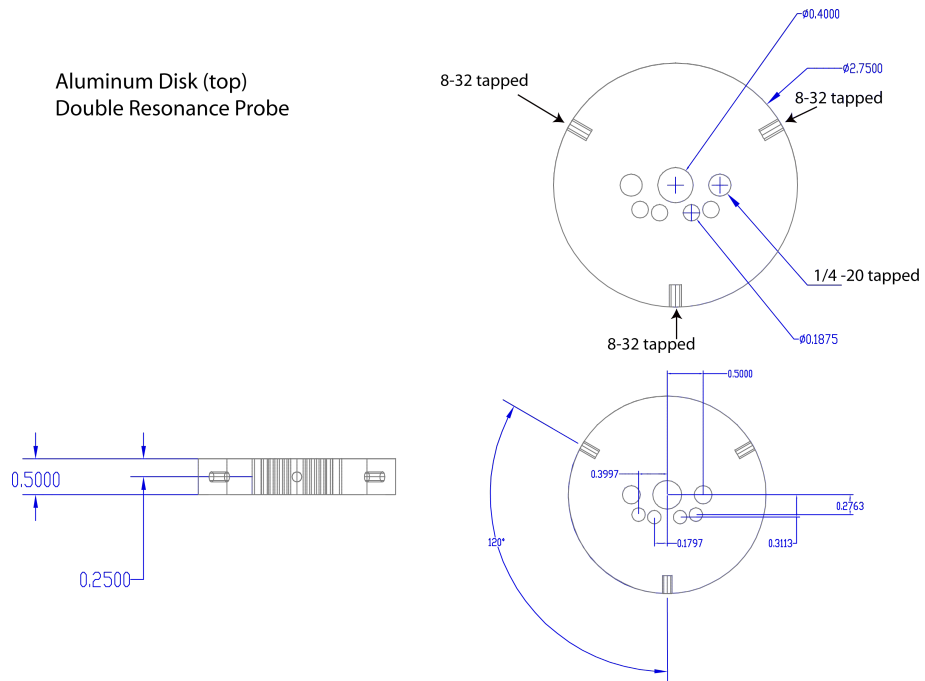 Aluminum Disk (top)
Double Resonance Probe
ø0.4000
ø2.7500
8-32 tapped
8-32 tapped
1/4 -20 tapped
ø0.1875
8-32 tapped
0.5000
0.3997
0.2763
120°
0.1797
0.3113
0.5000
0.2500